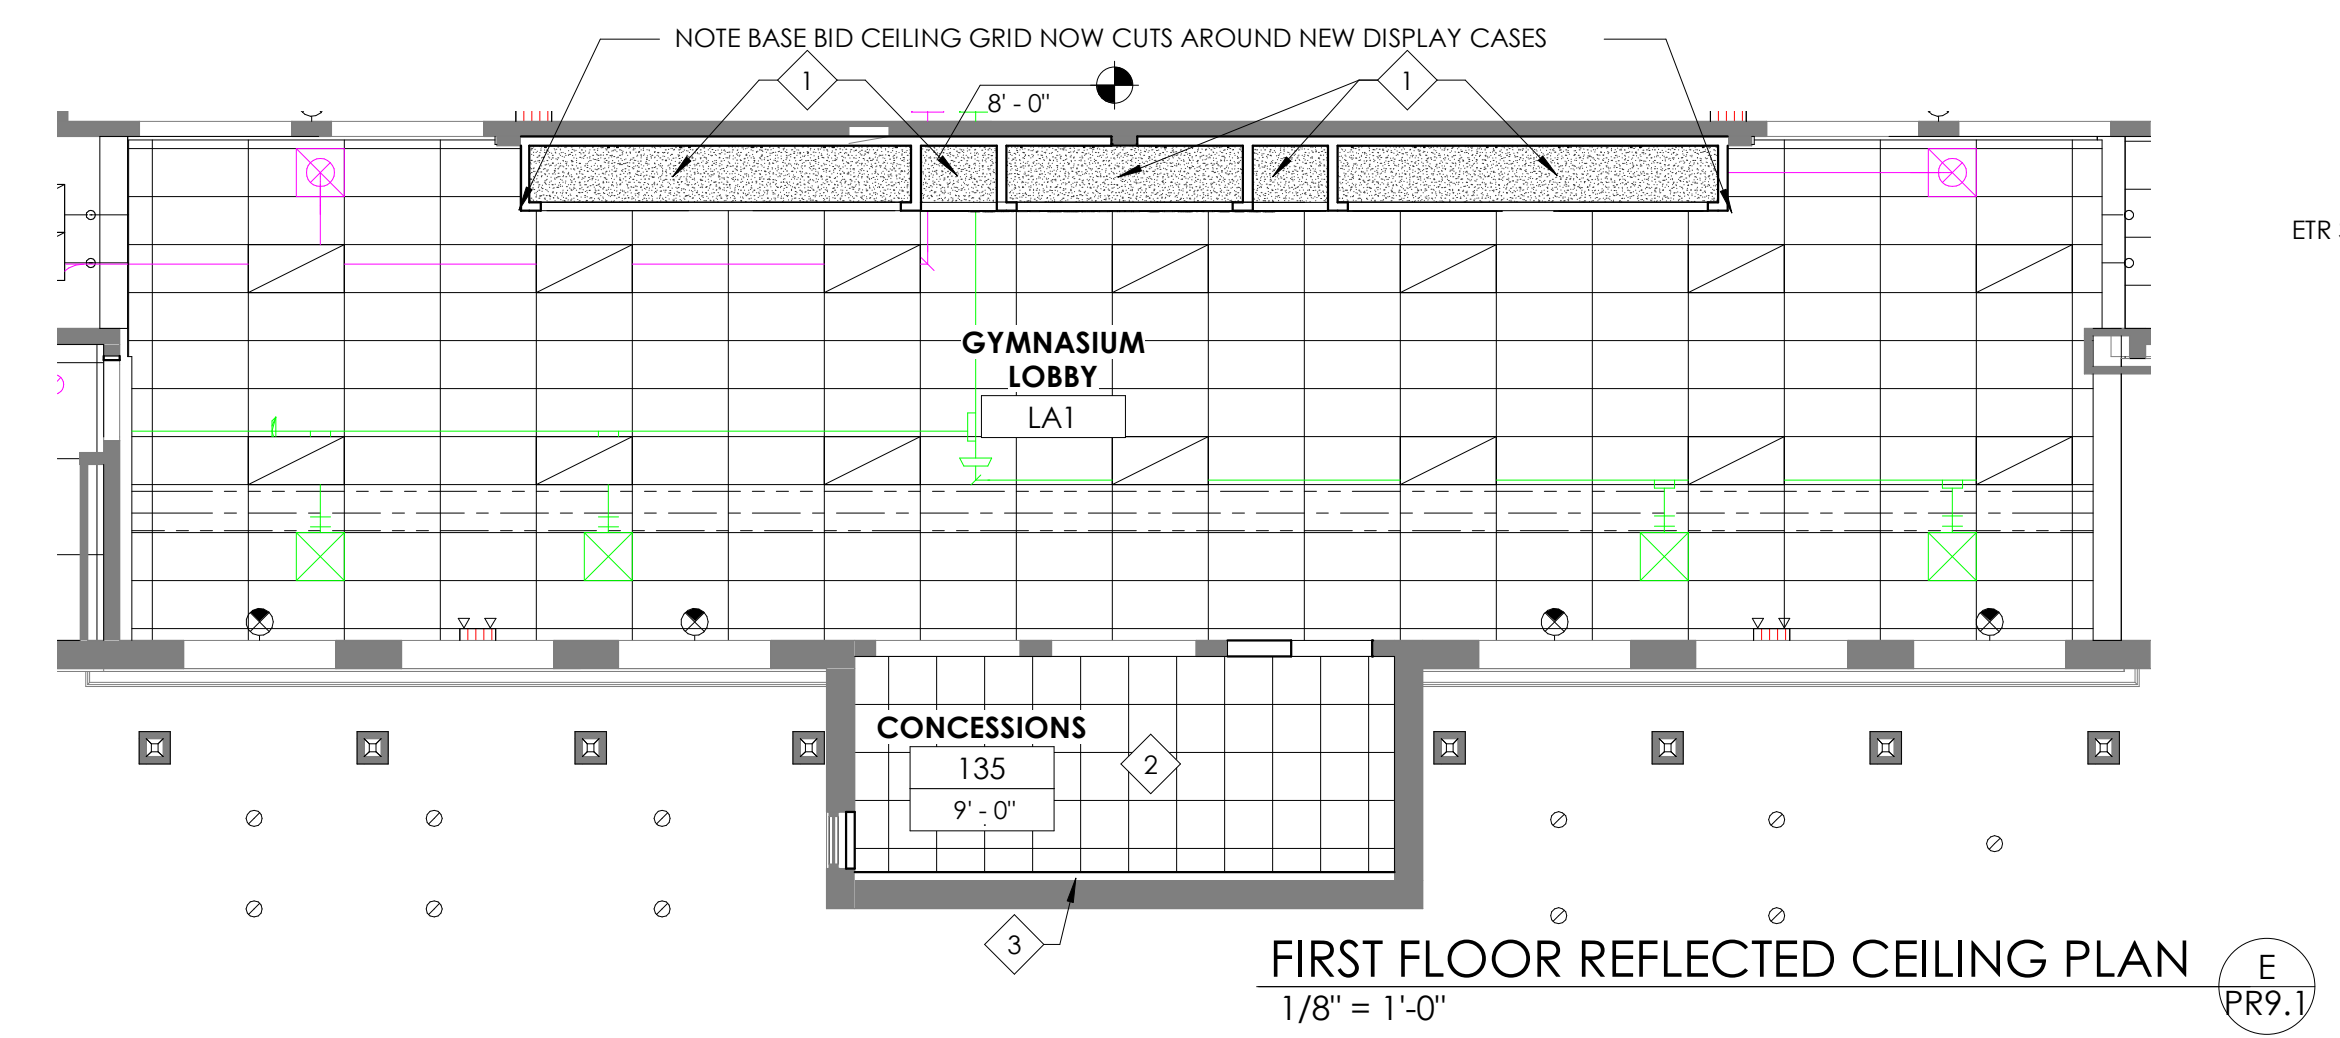 NOTE BASE BID CEILING GRID NOW CUTS AROUND NEW DISPLAY CASES
1
1
8' - 0"
ETR
GYMNASIUM
LOBBY
LA1
CONCESSIONS
135
9' - 0"
2
3
FIRST FLOOR REFLECTED CEILING PLAN
1/8" = 1'-0"
E
PR9.1